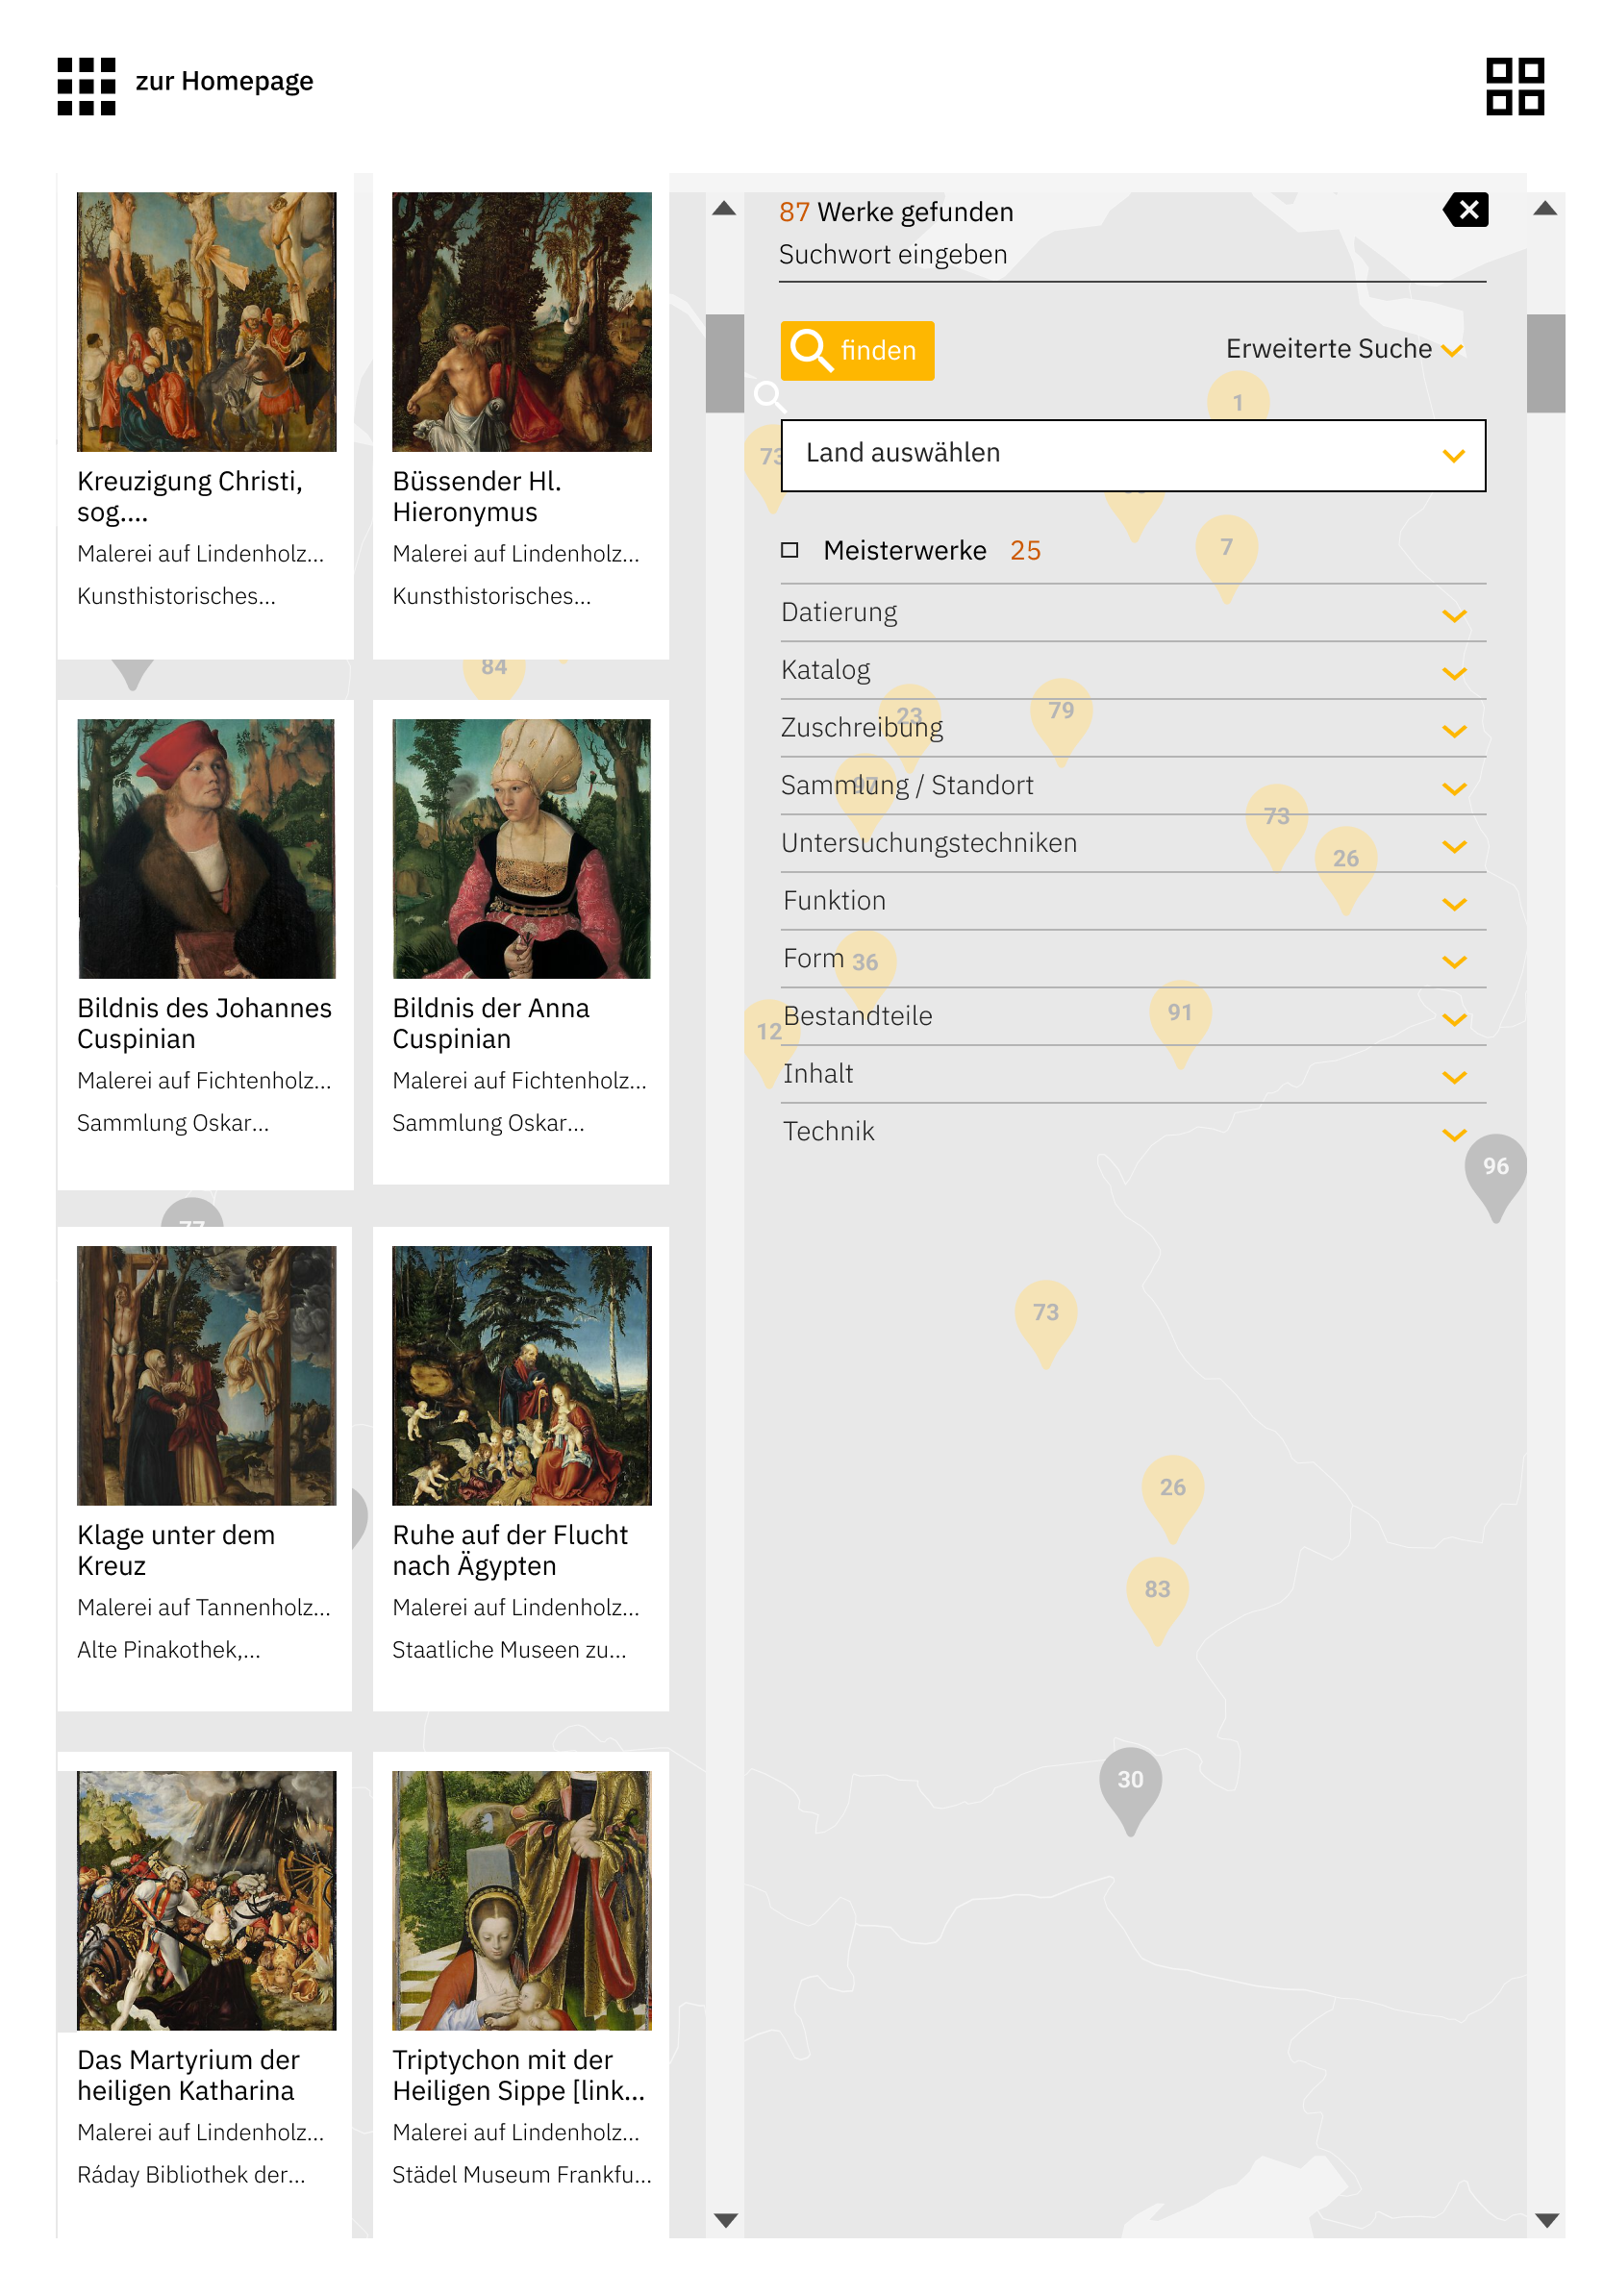 zur Homepage
Kreuzigung Christi,
sog....
Malerei auf Lindenholz...
Kunsthistorisches...
Büssender Hl.
Hieronymus
Malerei auf Lindenholz...
Kunsthistorisches...
84
Bildnis des Johannes
Cuspinian
Malerei auf Fichtenholz...
Sammlung Oskar...
Bildnis der Anna
Cuspinian
Malerei auf Fichtenholz...
Sammlung Oskar...
77
Klage unter dem
Kreuz
Malerei auf Tannenholz...
Alte Pinakothek,...
Ruhe auf der Flucht
nach Ägypten
Malerei auf Lindenholz...
Staatliche Museen zu...
Das Martyrium der
heiligen Katharina
Malerei auf Lindenholz...
Ráday Bibliothek der...
Triptychon mit der
Heiligen Sippe [link...
Malerei auf Lindenholz...
Städel Museum Frankfu...
87 Werke gefunden
Suchwort eingeben
finden
Erweiterte Suche
1
73
Land auswählen
7
Meisterwerke 25
Datierung
Katalog
23
79
Zuschreibung
97
Sammlung / Standort
73
Untersuchungstechniken
26
Funktion
Form
36
91
Bestandteile
12
Inhalt
Technik
96
73
26
83
30